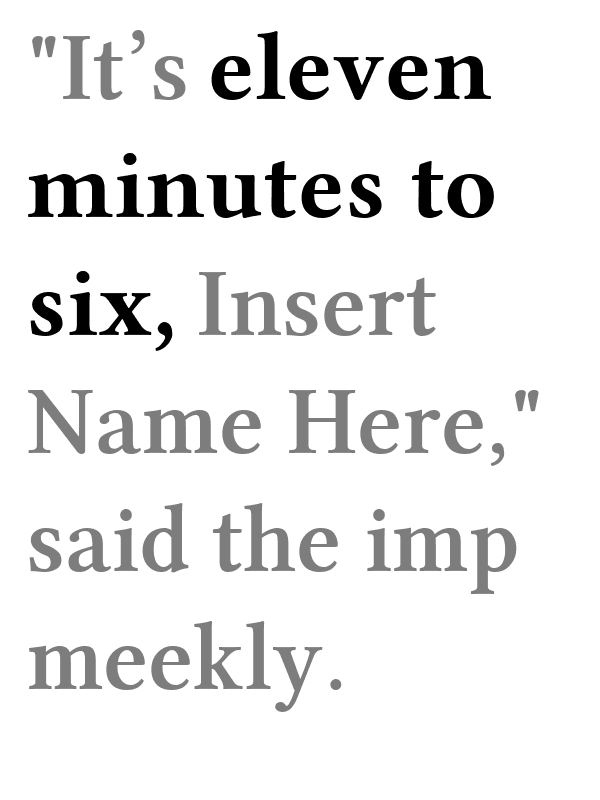 "It’s eleven
minutes to
six, Insert
Name Here,"
said the imp
meekly.